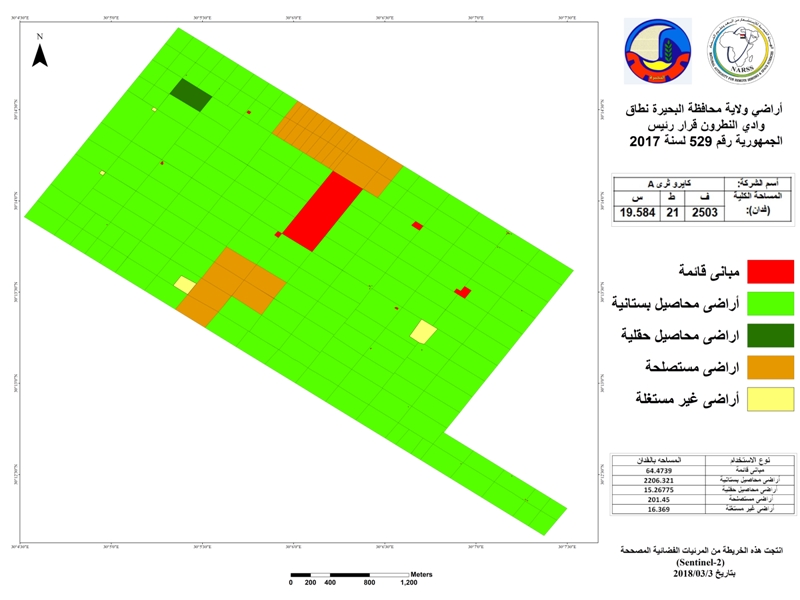 N
NARSS
أراضي ولاية محافظة البحيرة نطاق
وادي النطرون قرار رئيس
الجمهورية رقم 529 لسنة 2017
أسم الشركة: كايرو ثرى A
المساحة الكلية (فدان): ف ط س
2503 21 19.584
مبانى قائمة
أراضى محاصيل بستانية
اراضى محاصيل حقلية
اراضى مستصلحة
أراضى غير مستغلة
نوع الاستخدام المساحه بالفدان
مبانى قائمة 64.4739
أراضى محاصيل بستانية 2206.321
أراضى محاصيل حقلية 15.26775
أراضى مستصلحة 201.45
أراضي غير مستغلة 16.369
انتجت هذه الخريطة من المرئيات الفضائية المصححة
(Sentinel-2)
بتاريخ 2018/03/3
Meters
0 200 400 800 1,200